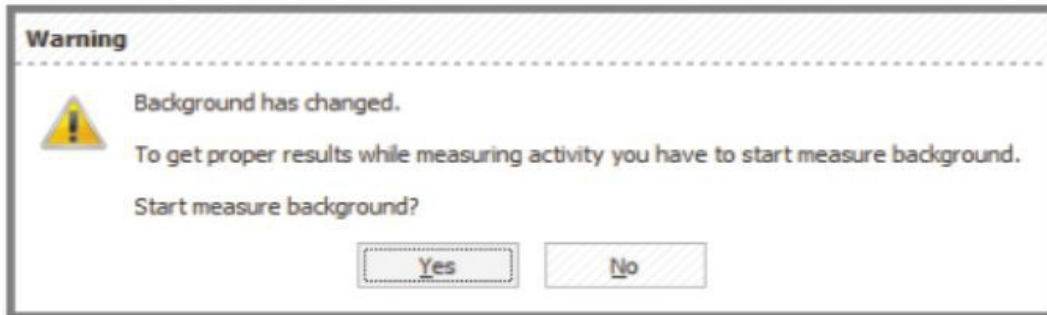 Warning
Background has changed.
To get proper results while measuring activity you have to start measure background.
Start measure background?
Yes
No